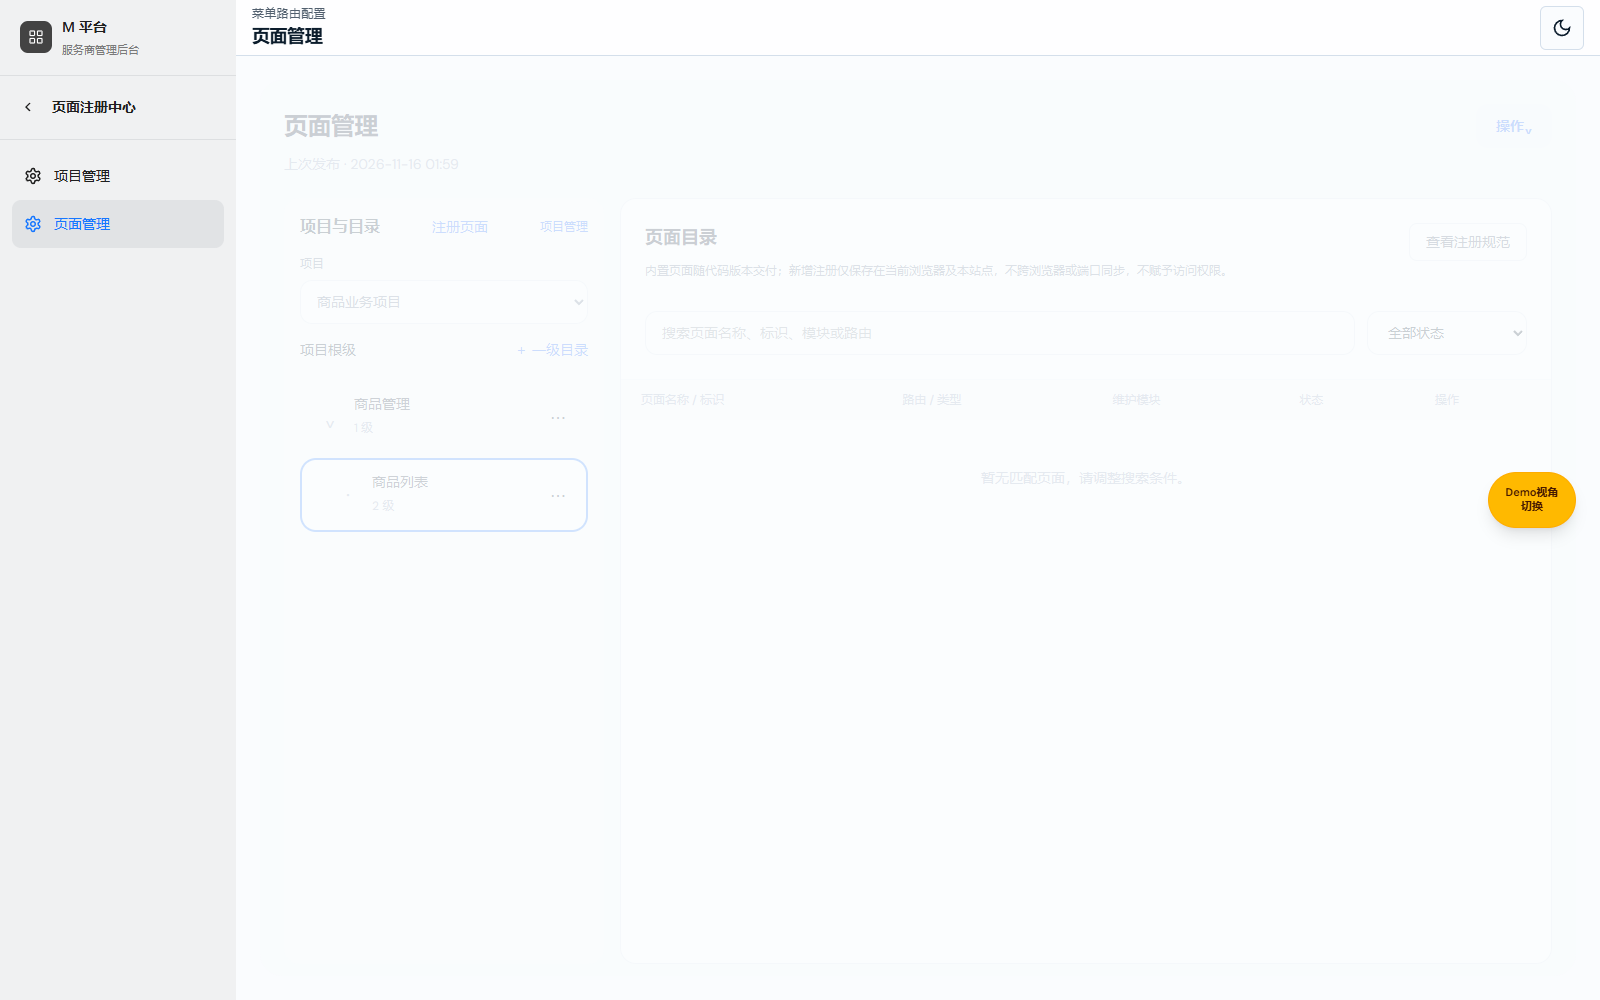 M 平台
服务商管理后台
页面注册中心
项目管理
页面管理
菜单路由配置
页面管理
页面管理
上次发布 · 2026-11-16 01:59
操作
项目与目录
注册页面
项目管理
项目
商品业务项目
项目根级
+ 一级目录
商品管理
1 级
商品列表
2 级
页面目录
查看注册规范
内置页面随代码版本交付；新增注册仅保存在当前浏览器及本站点，不跨浏览器或端口同步，不赋予访问权限。
搜索页面名称、标识、模块或路由
全部状态
页面名称 / 标识
路由 / 类型
维护模块
状态
操作
暂无匹配页面，请调整搜索条件。
Demo视角
切换